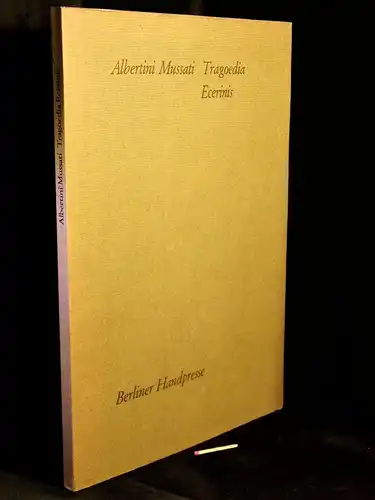 Albertini Mussati Tragoedia
Ecerinis
Berliner Handpresse
Albertini Mussati Tragoedia Ecerinis